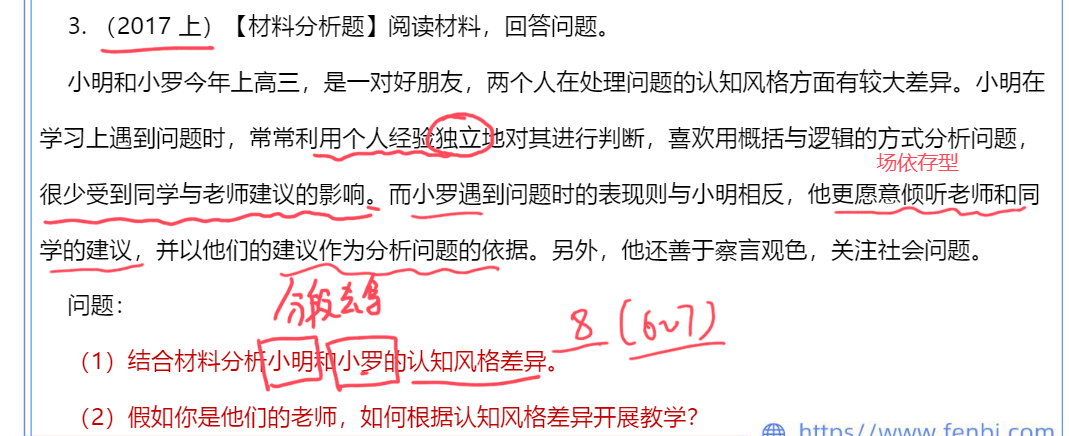 3. （2017 上）【材料分析题】阅读材料，回答问题。
小明和小罗今年上高三，是一对好朋友，两个人在处理问题的认知风格方面有较大差异。小明在
学习上遇到问题时，常常利用个人经验独立地对其进行判断，喜欢用概括与逻辑的方式分析问题，
场依存型
很少受到同学与老师建议的影响。而小罗遇到问题时的表现则与小明相反，他更愿意倾听老师和同
学的建议，并以他们的建议作为分析问题的依据。另外，他还善于察言观色，关注社会问题。
问题：
分段去写
8（6~7）
（1）结合材料分析小明和小罗的认知风格差异。
（2）假如你是他们的老师，如何根据认知风格差异开展教学？
https://www.fenbi.com